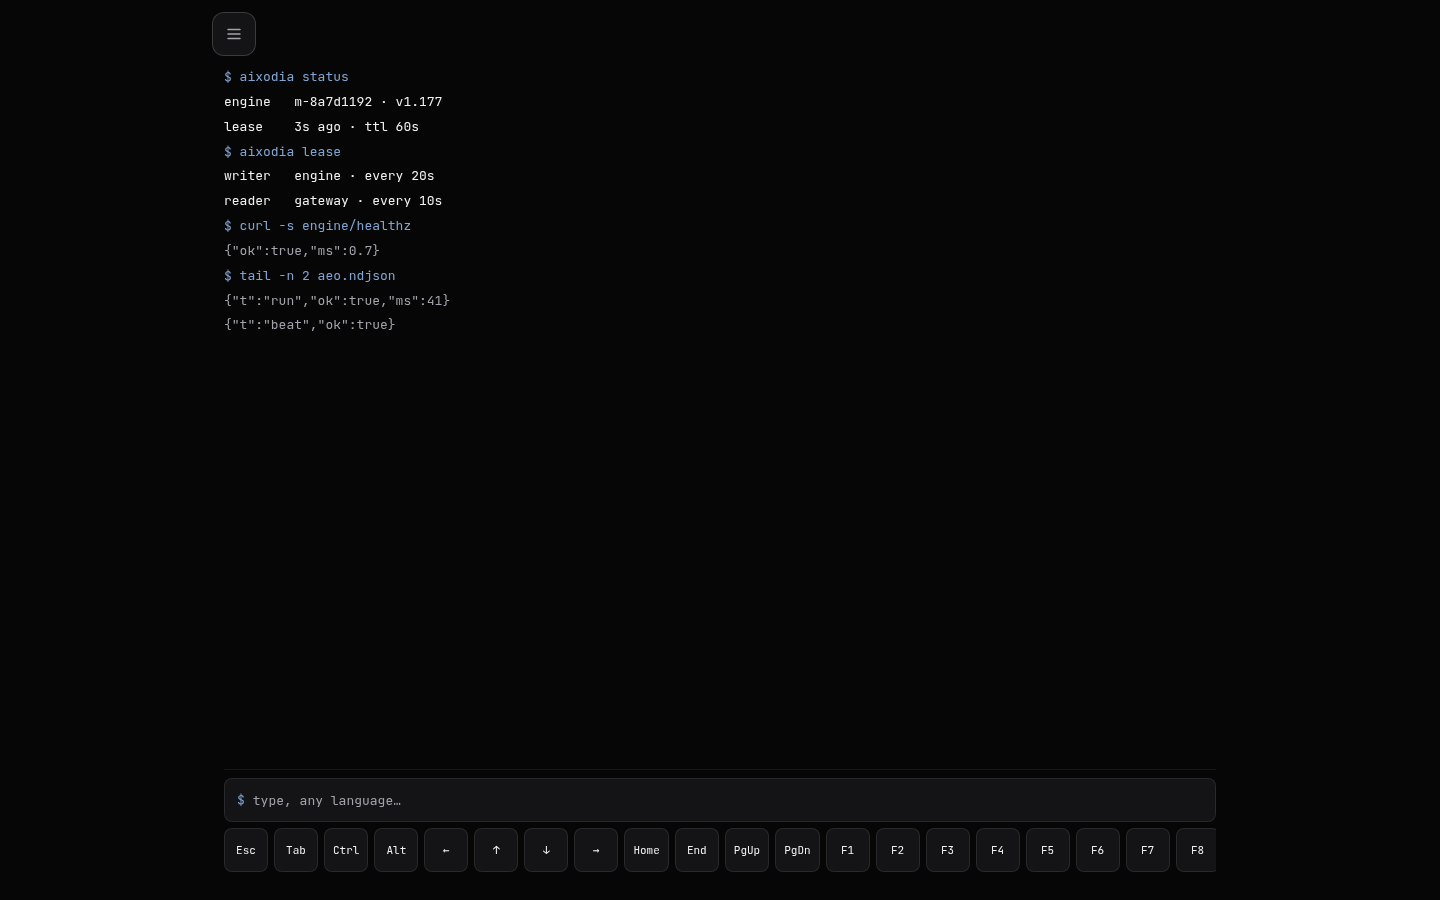 $ aixodia status
engine   m-8a7d1192 · v1.177
lease    3s ago · ttl 60s
$ aixodia lease
writer   engine · every 20s
reader   gateway · every 10s
$ curl -s engine/healthz
{"ok":true,"ms":0.7}
$ tail -n 2 aeo.ndjson
{"t":"run","ok":true,"ms":41}
{"t":"beat","ok":true}
$ type, any language…
Esc Tab Ctrl Alt ← ↑ ↓ → Home End PgUp PgDn F1 F2 F3 F4 F5 F6 F7 F8